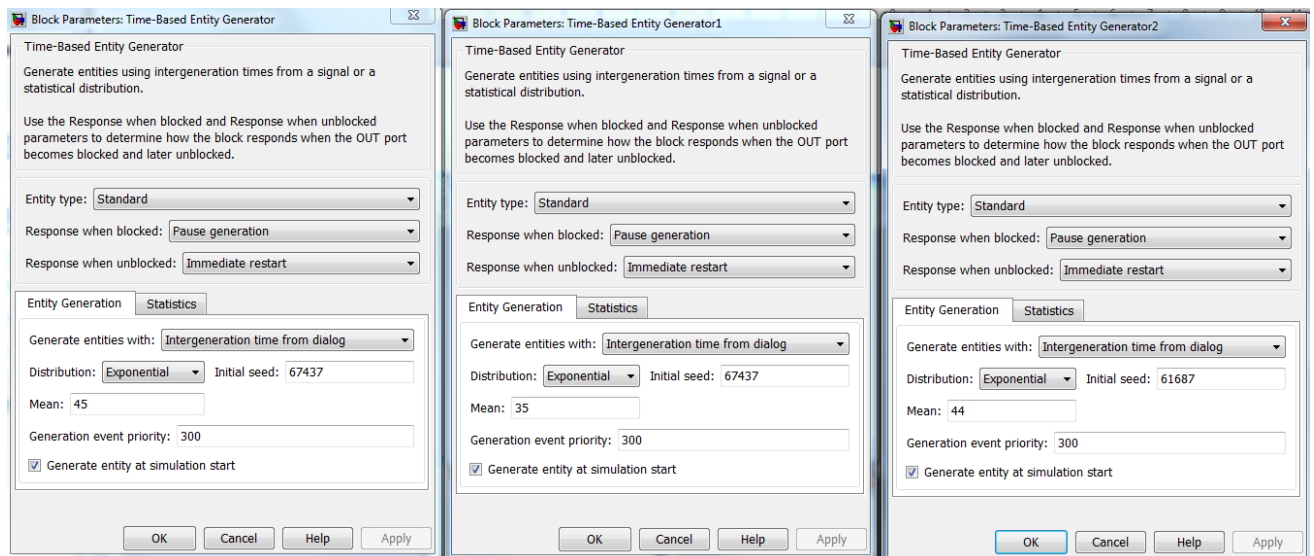 Block Parameters: Time-Based Entity Generator
Time-Based Entity Generator
Generate entities using intergeneration times from a signal or a
statistical distribution.
Use the Response when blocked and Response when unblocked
parameters to determine how the block responds when the OUT port
becomes blocked and later unblocked.
Entity type: Standard
Response when blocked: Pause generation
Response when unblocked: Immediate restart
Entity Generation Statistics
Generate entities with: Intergeneration time from dialog
Distribution: Exponential Initial seed: 67437
Mean: 45
Generation event priority: 300
Generate entity at simulation start
OK Cancel Help Apply
Block Parameters: Time-Based Entity Generator1
Time-Based Entity Generator
Generate entities using intergeneration times from a signal or a
statistical distribution.
Use the Response when blocked and Response when unblocked
parameters to determine how the block responds when the OUT port
becomes blocked and later unblocked.
Entity type: Standard
Response when blocked: Pause generation
Response when unblocked: Immediate restart
Entity Generation Statistics
Generate entities with: Intergeneration time from dialog
Distribution: Exponential Initial seed: 67437
Mean: 35
Generation event priority: 300
Generate entity at simulation start
OK Cancel Help Apply
Block Parameters: Time-Based Entity Generator2
Time-Based Entity Generator
Generate entities using intergeneration times from a signal or a
statistical distribution.
Use the Response when blocked and Response when unblocked
parameters to determine how the block responds when the OUT port
becomes blocked and later unblocked.
Entity type: Standard
Response when blocked: Pause generation
Response when unblocked: Immediate restart
Entity Generation Statistics
Generate entities with: Intergeneration time from dialog
Distribution: Exponential Initial seed: 61687
Mean: 44
Generation event priority: 300
Generate entity at simulation start
OK Cancel Help Apply